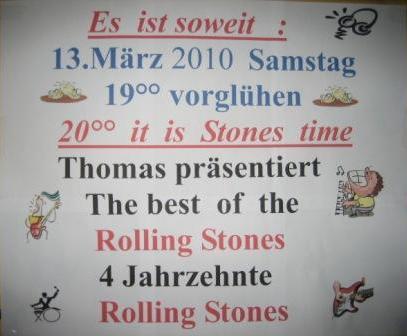 Es ist soweit :
13.März 2010 Samstag
19°° vorglühen
20°° it is Stones time
Thomas präsentiert
The best of the
Rolling Stones
4 Jahrzehnte
Rolling Stones